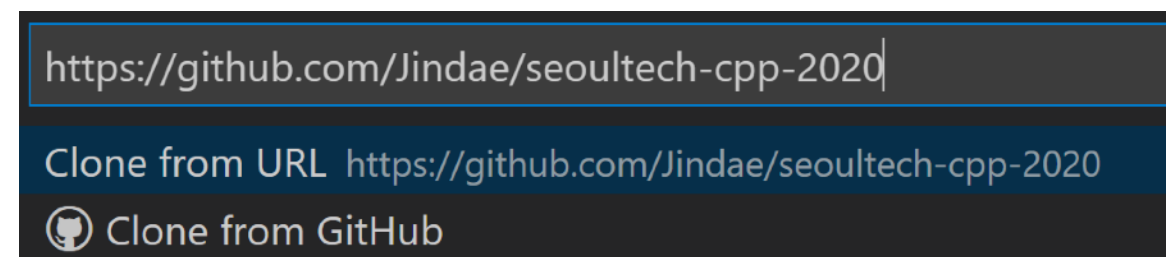 https://github.com/Jindae/seoultech-cpp-2020
Clone from URL https://github.com/Jindae/seoultech-cpp-2020
Clone from GitHub